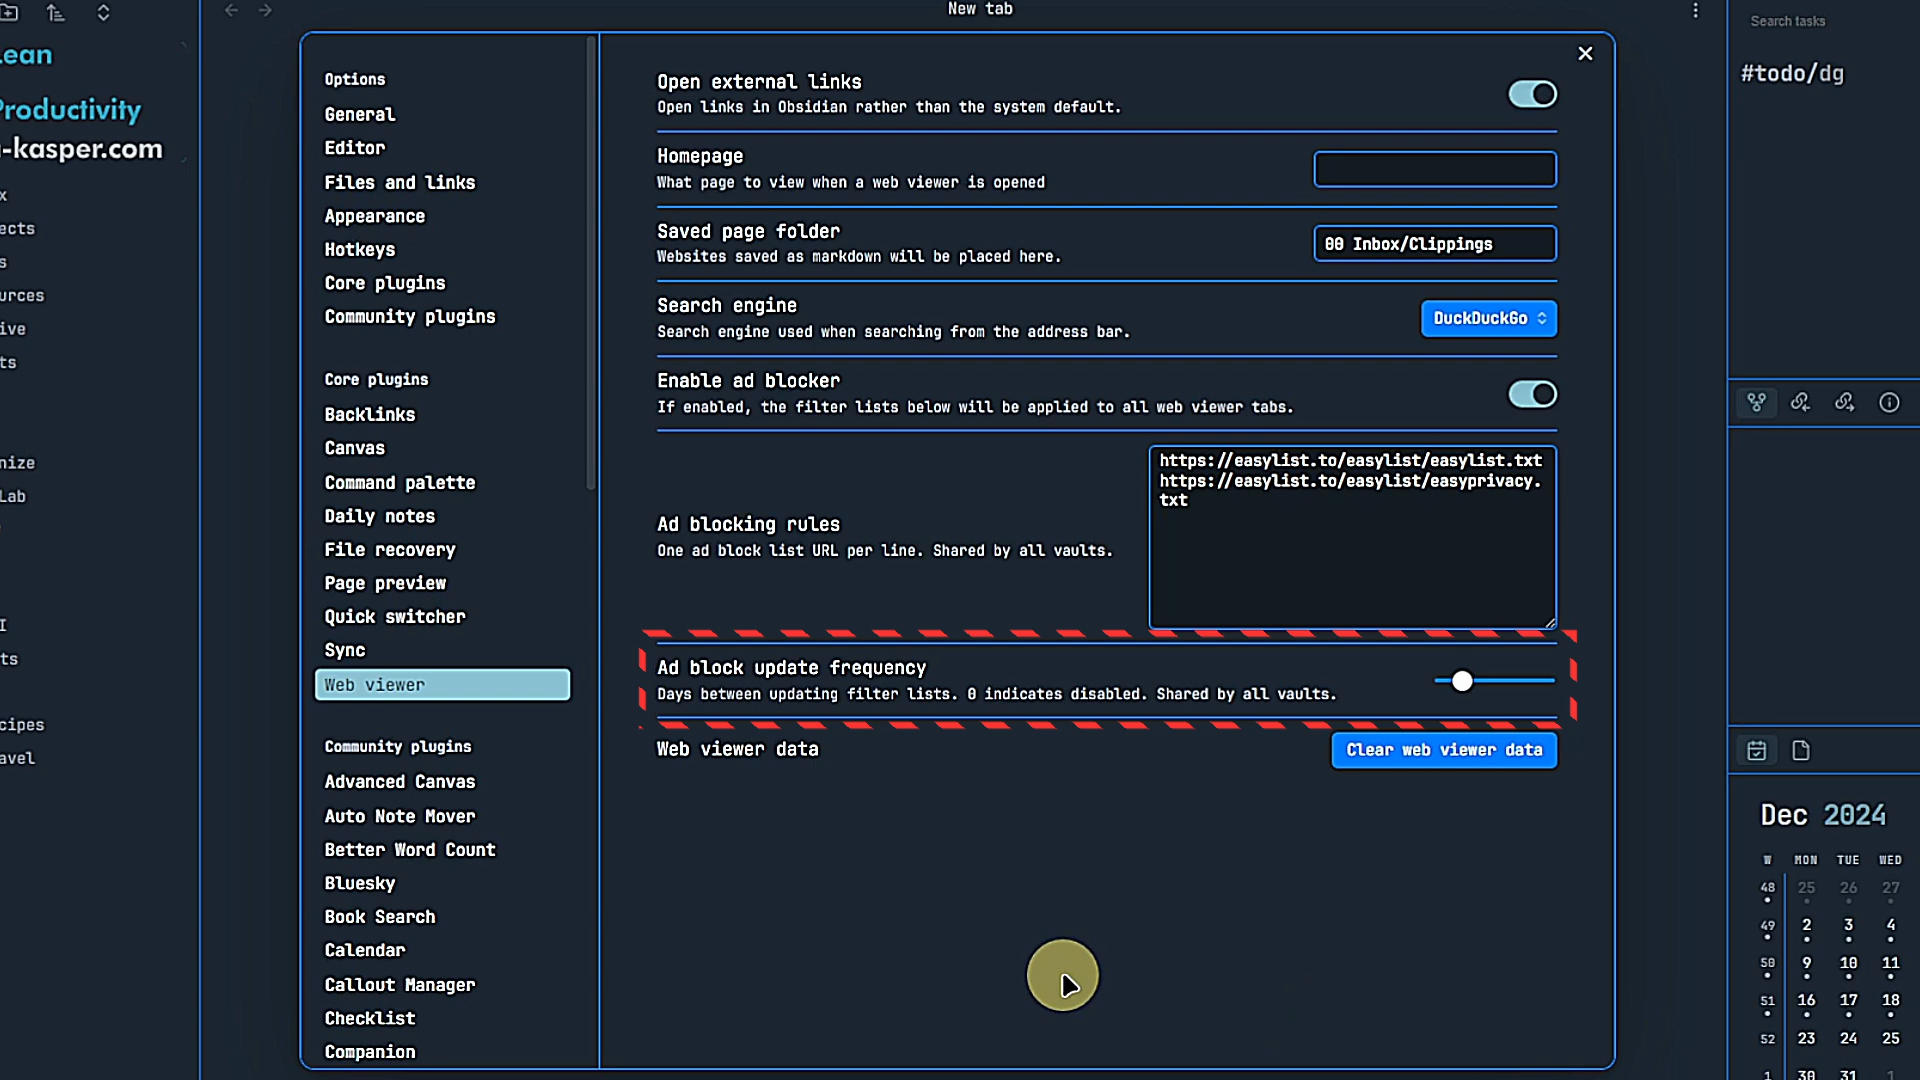 New tab
ean
Productivity
-kasper.com
x
ects
s
urces
ive
ts
nize
Lab
I
ts
cipes
avel
Options
General
Editor
Files and links
Appearance
Hotkeys
Core plugins
Community plugins
Core plugins
Backlinks
Canvas
Command palette
Daily notes
File recovery
Page preview
Quick switcher
Sync
Web viewer
Community plugins
Advanced Canvas
Auto Note Mover
Better Word Count
Bluesky
Book Search
Calendar
Callout Manager
Checklist
Companion
Open external links
Open links in Obsidian rather than the system default.
Homepage
What page to view when a web viewer is opened
Saved page folder
Websites saved as markdown will be placed here.
00 Inbox/Clippings
Search engine
Search engine used when searching from the address bar.
DuckDuckGo
Enable ad blocker
If enabled, the filter lists below will be applied to all web viewer tabs.
Ad blocking rules
One ad block list URL per line. Shared by all vaults.
https://easylist.to/easylist/easylist.txt
https://easylist.to/easylist/easyprivacy.
txt
Ad block update frequency
Days between updating filter lists. 0 indicates disabled. Shared by all vaults.
Web viewer data
Clear web viewer data
Search tasks
#todo/dg
Dec 2024
W MON TUE WED
48 25 26 27
49 2 3 4
50 9 10 11
51 16 17 18
52 23 24 25
1 30 31 1